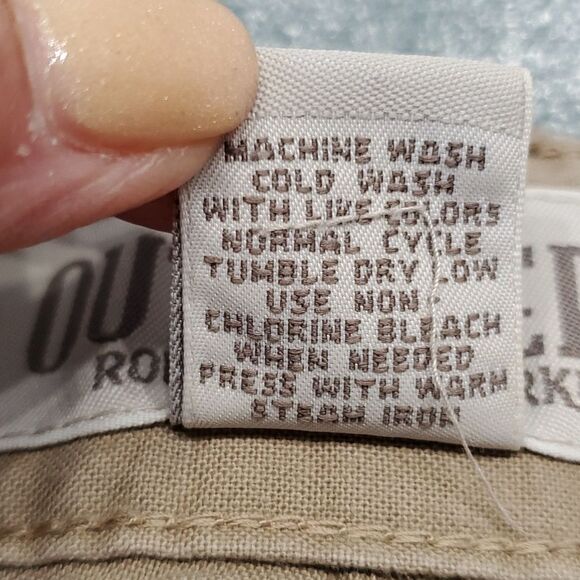 MACHINE WASH
COLD WASH
WITH LIKE COLORS
NORMAL CYCLE
TUMBLE DRY LOW
USE NON-
CHLORINE BLEACH
WHEN NEEDED
PRESS WITH WARM
STEAM IRON